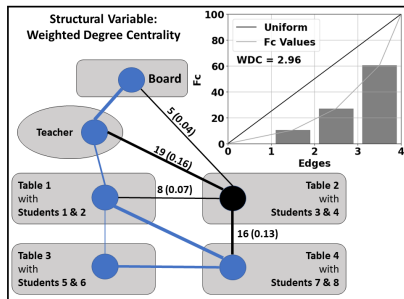 Structural Variable:
Weighted Degree Centrality
Board
Teacher
5 (0.04)
19 (0.16)
8 (0.07)
16 (0.13)
Table 1
with
Students 1 & 2
Table 2
with
Students 3 & 4
Table 3
with
Students 5 & 6
Table 4
with
Students 7 & 8
Uniform
Fc Values
WDC = 2.96
Fc
100
80
60
40
20
0
0 1 2 3 4
Edges